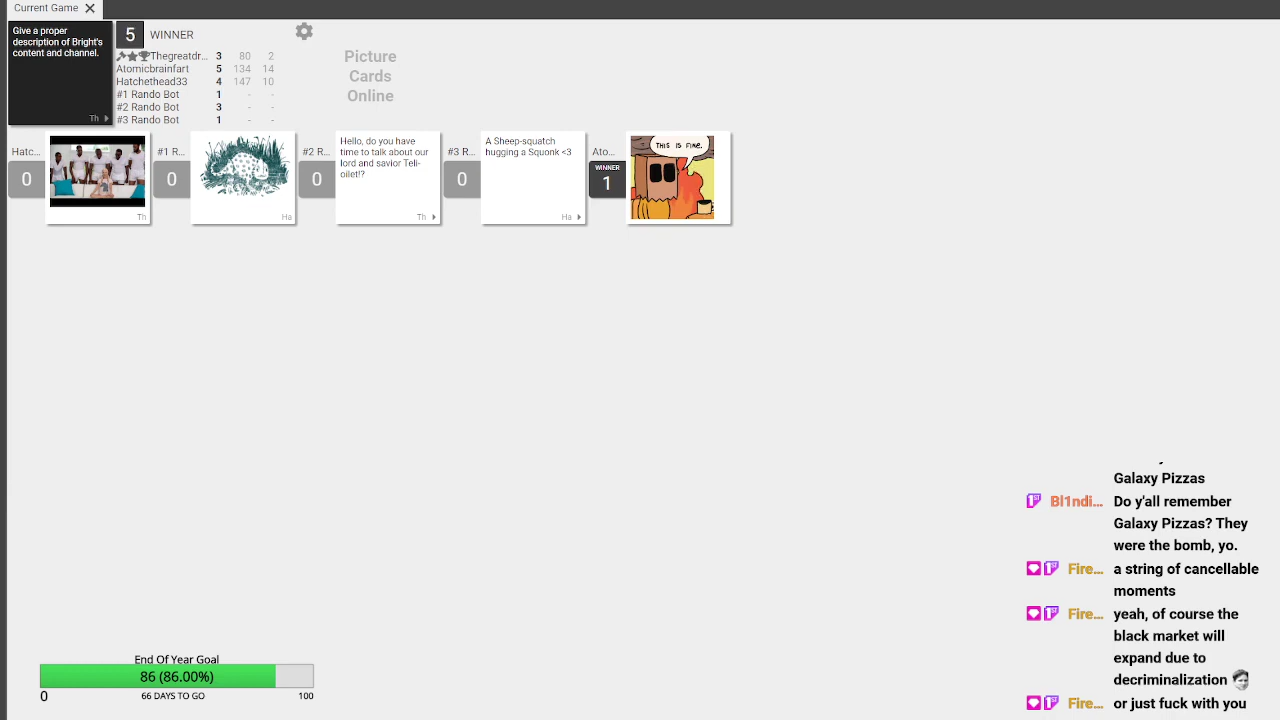 Current Game
Give a proper
description of Bright's
content and channel.
Th
5 WINNER
Thegreatdr... 3 80 2
Atomicbrainfart 5 134 14
Hatchethead33 4 147 10
#1 Rando Bot 1 - -
#2 Rando Bot 3 - -
#3 Rando Bot 1 - -
Picture
Cards
Online
Hatc...
0
Th
#1 R...
0
Ha
#2 R...
0
Hello, do you have
time to talk about our
lord and savior Teli-
oilet!?
Th
#3 R...
0
A Sheep-squatch
hugging a Squonk <3
Ha
Ato...
WINNER
1
THIS IS FINE.
Galaxy Pizzas
Bl1ndi... Do y'all remember
Galaxy Pizzas? They
were the bomb, yo.
Fire... a string of cancellable
moments
Fire... yeah, of course the
black market will
expand due to
decriminalization
Fire... or just fuck with you
End Of Year Goal
86 (86.00%)
0 66 DAYS TO GO 100